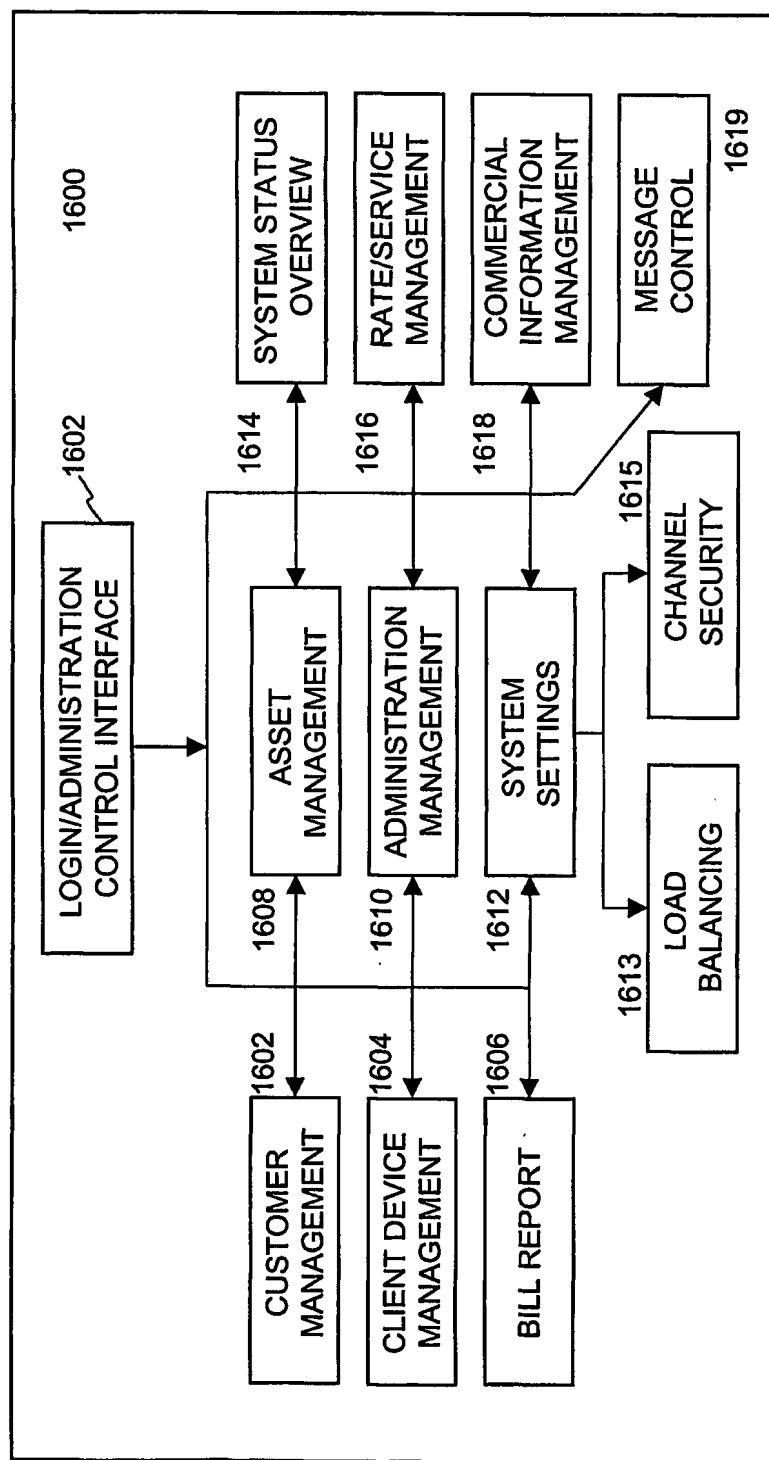 1600
LOGIN/ADMINISTRATION
CONTROL INTERFACE
1602
CUSTOMER
MANAGEMENT
1602
1608
ASSET
MANAGEMENT
1614
SYSTEM STATUS
OVERVIEW
CLIENT DEVICE
MANAGEMENT
1604
1610
ADMINISTRATION
MANAGEMENT
1616
RATE/SERVICE
MANAGEMENT
BILL REPORT
1606
1612
SYSTEM
SETTINGS
1618
COMMERCIAL
INFORMATION
MANAGEMENT
1613
LOAD
BALANCING
1615
CHANNEL
SECURITY
MESSAGE
CONTROL
1619